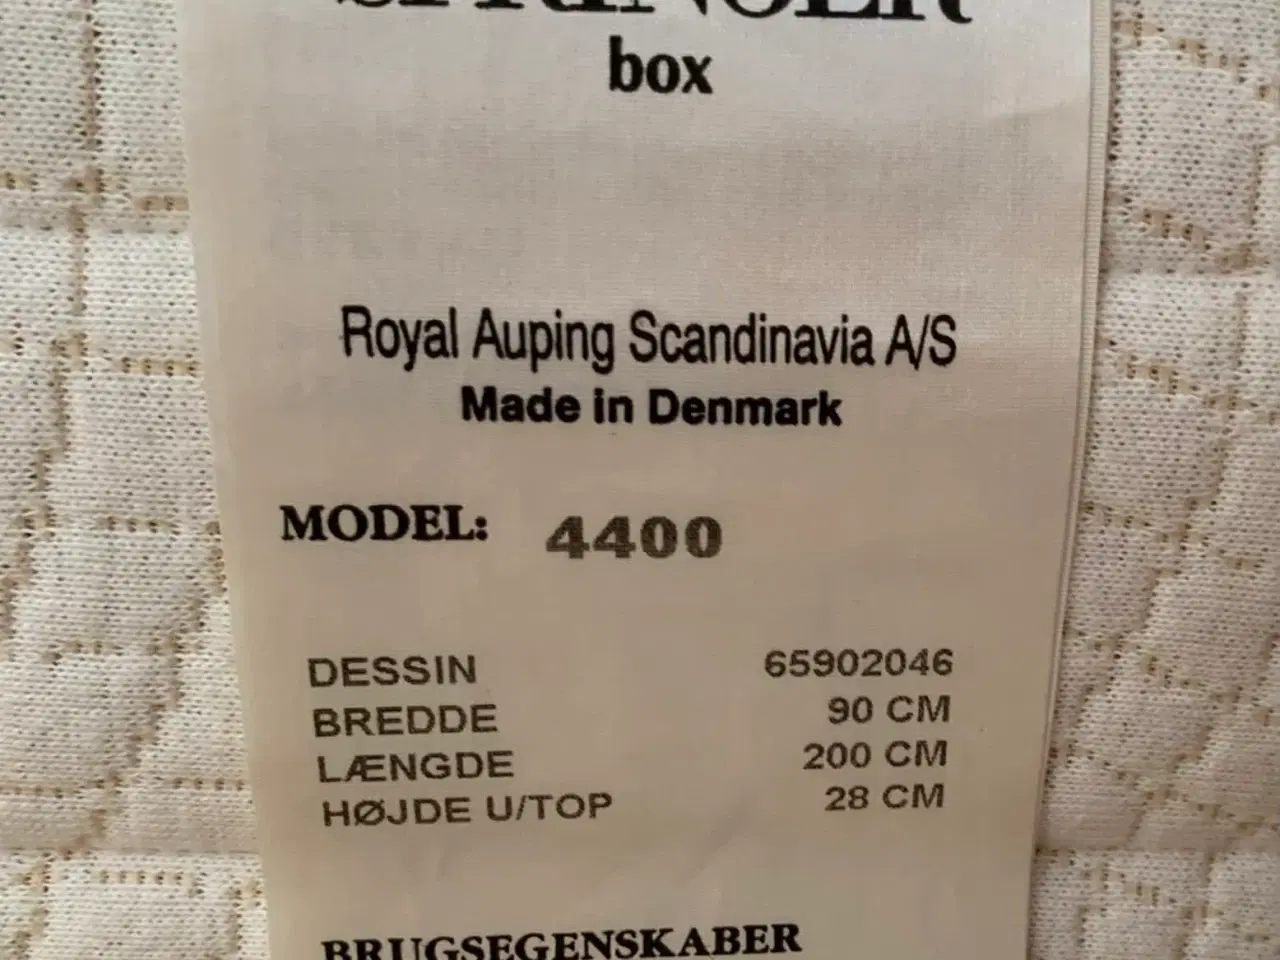 SPRINGER
box
Royal Auping Scandinavia A/S
Made in Denmark
MODEL: 4400
DESSIN 65902046
BREDDE 90 CM
LÆNGDE 200 CM
HØJDE U/TOP 28 CM
BRUGSEGENSKABER